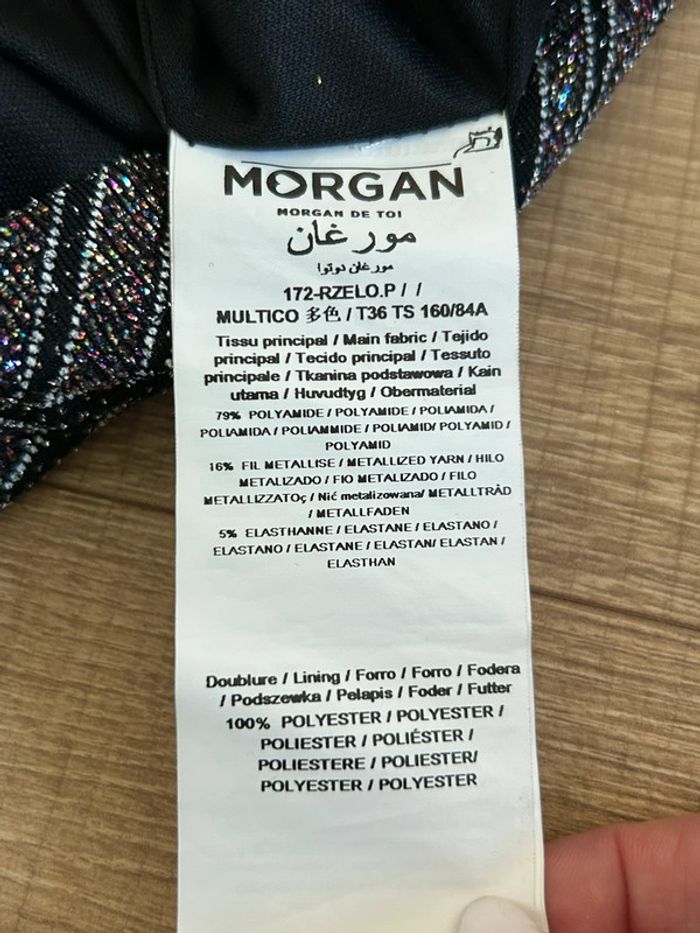 MORGAN
MORGAN DE TOI
مورغان
مورغان دوتوا
172-RZELO.P / /
MULTICO 多色 / T36 TS 160/84A
Tissu principal / Main fabric / Tejido
principal / Tecido principal / Tessuto
principale / Tkanina podstawowa / Kain
utama / Huvudtyg / Obermaterial
79% POLYAMIDE / POLYAMIDE / POLIAMIDA /
POLIAMIDA / POLIAMMIDE / POLIAMID/ POLYAMID /
POLYAMID
16% FIL METALLISE / METALLIZED YARN / HILO
METALIZADO / FIO METALIZADO / FILO
METALLIZZATOç / Nić metalizowana/ METALLTRÅD
/ METALLFADEN
5% ELASTHANNE / ELASTANE / ELASTANO /
ELASTANO / ELASTANE / ELASTAN/ ELASTAN /
ELASTHAN
Doublure / Lining / Forro / Forro / Fodera
/ Podszewka / Pelapis / Foder / Futter
100% POLYESTER / POLYESTER /
POLIESTER / POLIÉSTER /
POLIESTERE / POLIESTER/
POLYESTER / POLYESTER